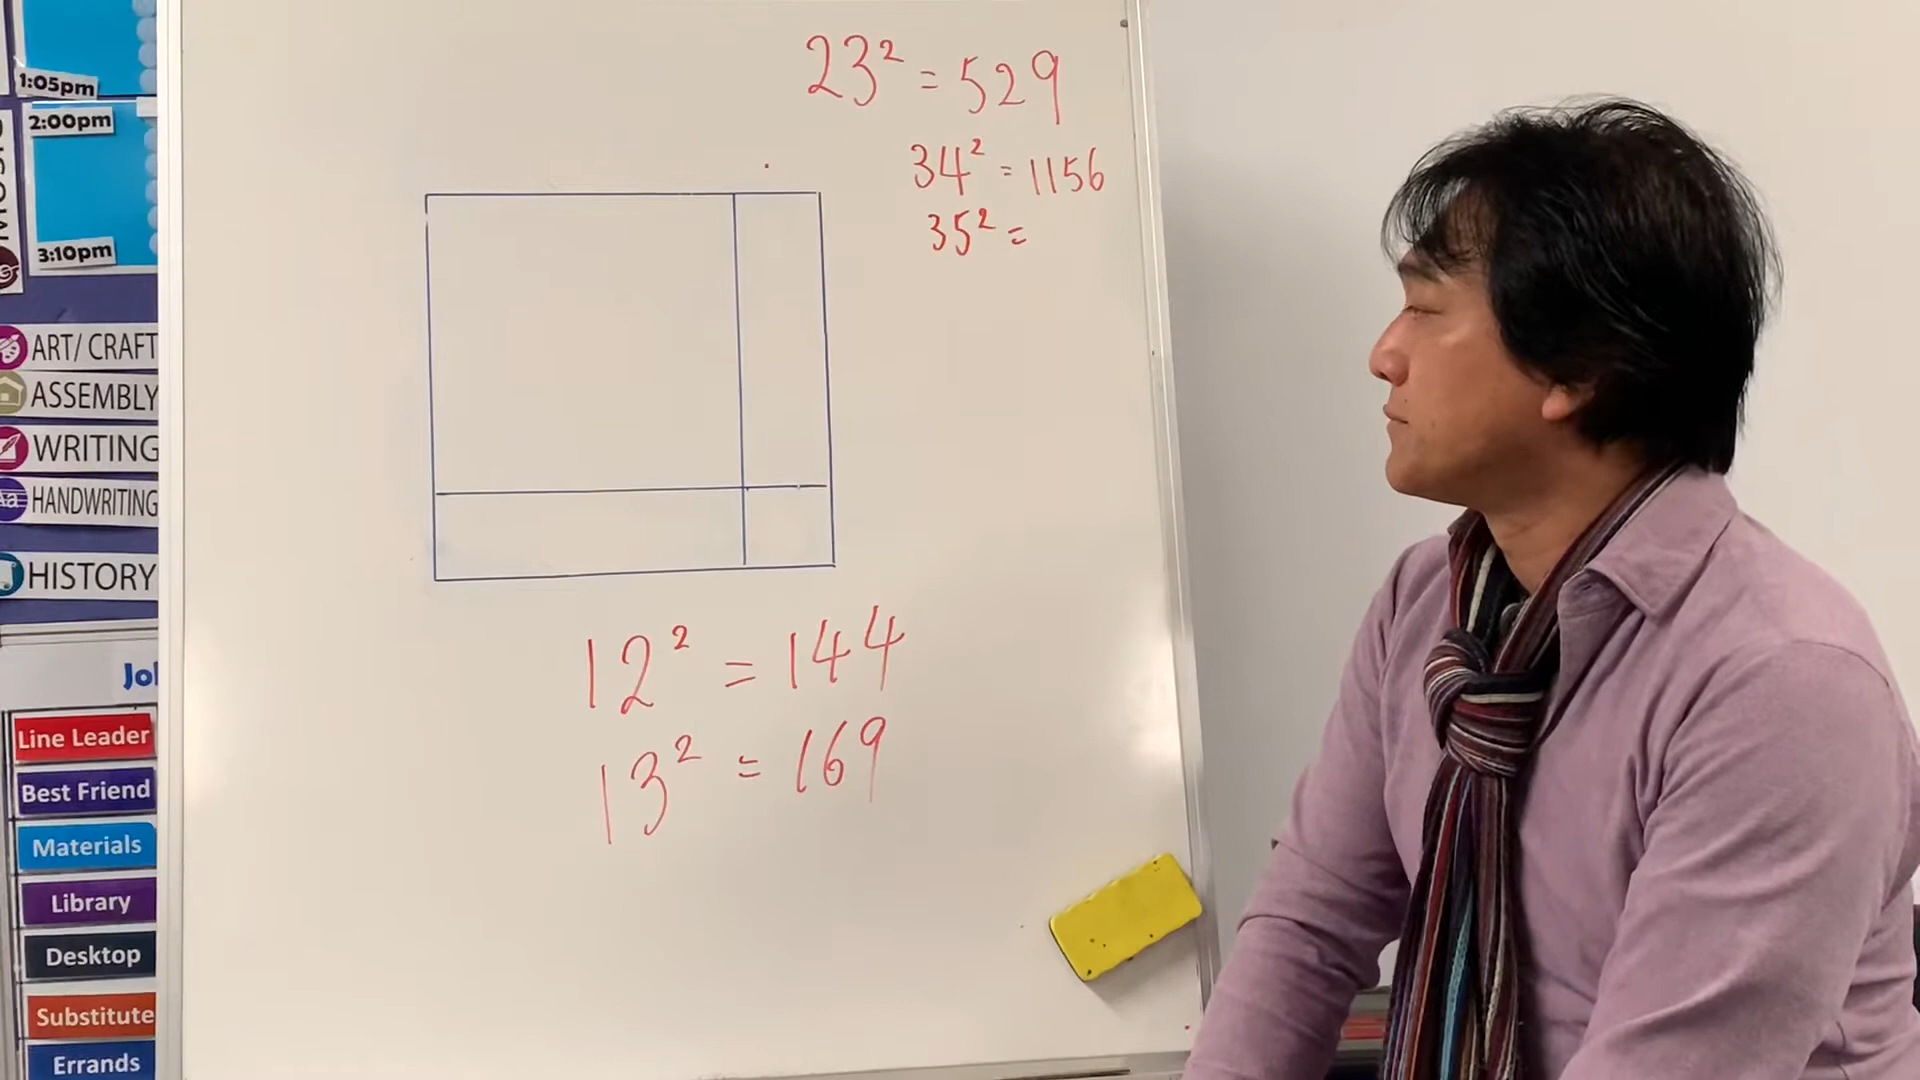 1:05pm
2:00pm
3:10pm
ART/ CRAFT
ASSEMBLY
WRITING
Aa HANDWRITING
HISTORY
Line Leader
Best Friend
Materials
Library
Desktop
Substitute
Errands
23² = 529
34² = 1156
35² =
12² = 144
13² = 169